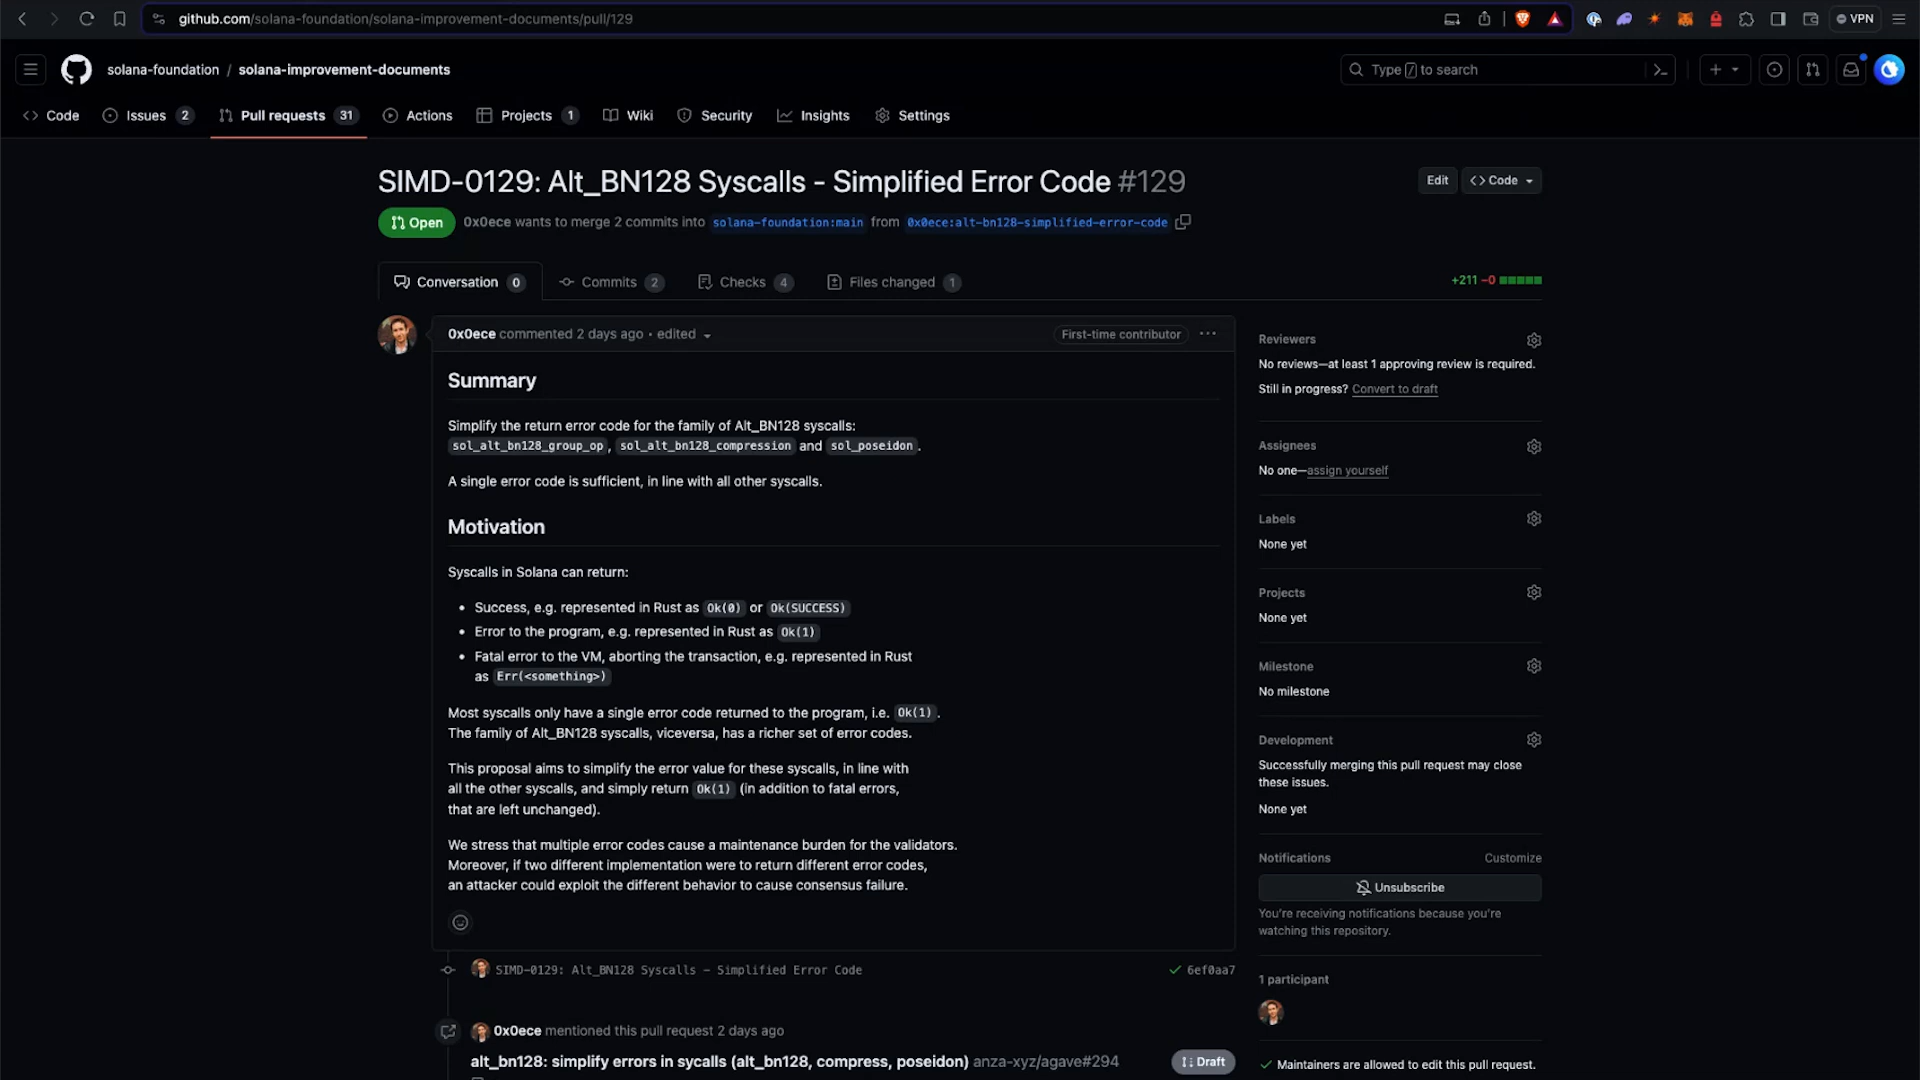 github.com/solana-foundation/solana-improvement-documents/pull/129
VPN
solana-foundation / solana-improvement-documents
Type / to search
Code
Issues 2
Pull requests 31
Actions
Projects 1
Wiki
Security
Insights
Settings
SIMD-0129: Alt_BN128 Syscalls - Simplified Error Code #129
Edit
<> Code
Open
0x0ece wants to merge 2 commits into solana-foundation:main from 0x0ece:alt-bn128-simplified-error-code
Conversation 0
Commits 2
Checks 4
Files changed 1
+211 −0
0x0ece commented 2 days ago • edited
First-time contributor
Summary
Simplify the return error code for the family of Alt_BN128 syscalls:
sol_alt_bn128_group_op, sol_alt_bn128_compression and sol_poseidon.
A single error code is sufficient, in line with all other syscalls.
Motivation
Syscalls in Solana can return:
• Success, e.g. represented in Rust as Ok(0) or Ok(SUCCESS)
• Error to the program, e.g. represented in Rust as Ok(1)
• Fatal error to the VM, aborting the transaction, e.g. represented in Rust
as Err(<something>)
Most syscalls only have a single error code returned to the program, i.e. Ok(1).
The family of Alt_BN128 syscalls, viceversa, has a richer set of error codes.
This proposal aims to simplify the error value for these syscalls, in line with
all the other syscalls, and simply return Ok(1) (in addition to fatal errors,
that are left unchanged).
We stress that multiple error codes cause a maintenance burden for the validators.
Moreover, if two different implementation were to return different error codes,
an attacker could exploit the different behavior to cause consensus failure.
SIMD-0129: Alt_BN128 Syscalls - Simplified Error Code
6ef0aa7
0x0ece mentioned this pull request 2 days ago
alt_bn128: simplify errors in sycalls (alt_bn128, compress, poseidon) anza-xyz/agave#294
Draft
Reviewers
No reviews—at least 1 approving review is required.
Still in progress? Convert to draft
Assignees
No one—assign yourself
Labels
None yet
Projects
None yet
Milestone
No milestone
Development
Successfully merging this pull request may close
these issues.
None yet
Notifications
Customize
Unsubscribe
You're receiving notifications because you're
watching this repository.
1 participant
Maintainers are allowed to edit this pull request.